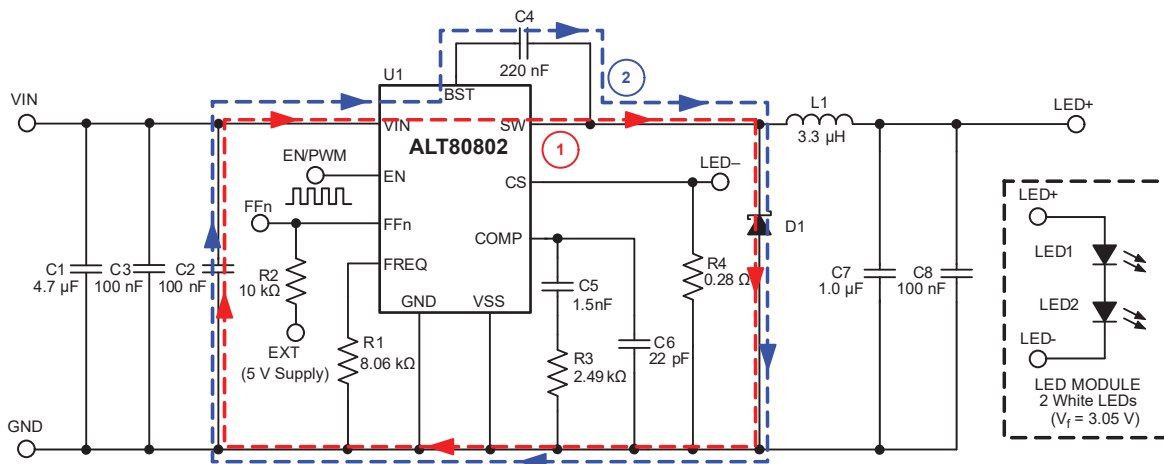 C4
220 nF
2
U1
BST
VIN
VIN
SW
ALT80802
1
L1
3.3 µH
LED+
EN/PWM
EN
CS
LED–
FFn
FFn
COMP
D1
C1
4.7 µF
C3
100 nF
C2
100 nF
R2
10 kΩ
FREQ
GND
VSS
C5
1.5nF
R4
0.28 Ω
C7
1.0 µF
C8
100 nF
EXT
(5 V Supply)
R1
8.06 kΩ
R3
2.49 kΩ
C6
22 pF
GND
LED+
LED1
LED2
LED-
LED MODULE
2 White LEDs
(Vf = 3.05 V)